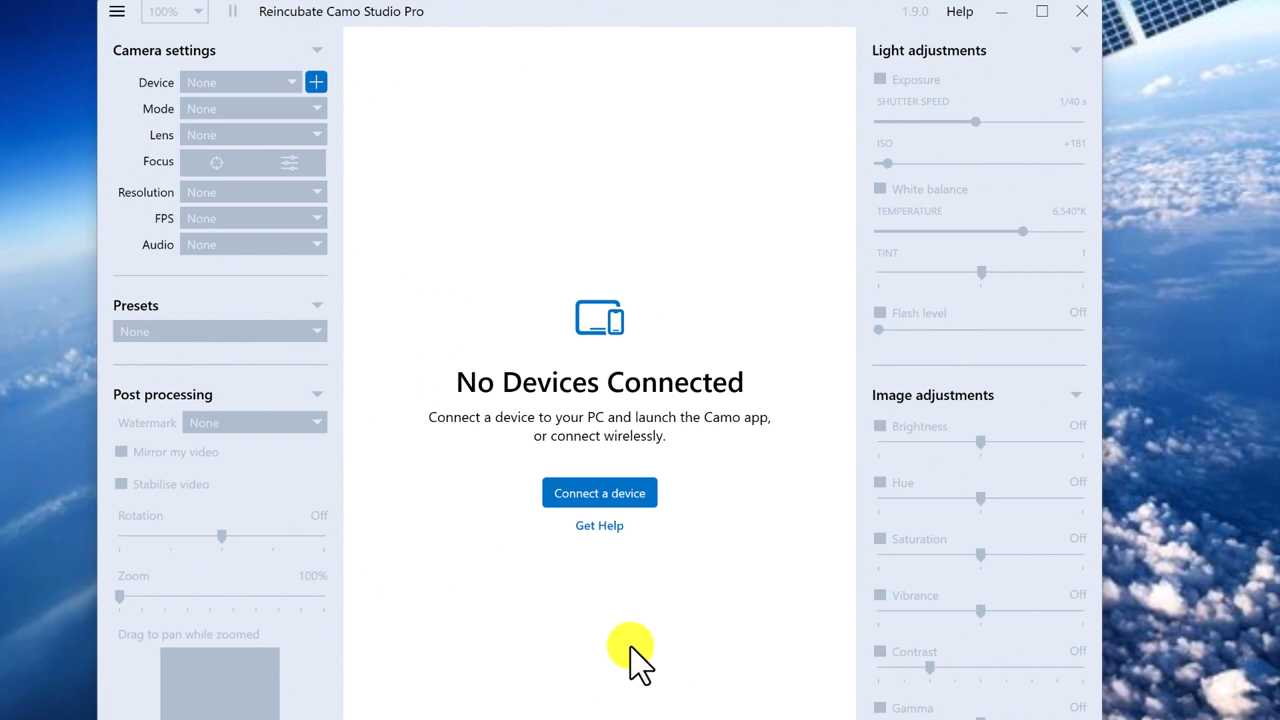 100%
Reincubate Camo Studio Pro
1.9.0
Help
Camera settings
Device None
Mode None
Lens None
Focus
Resolution None
FPS None
Audio None
Presets
None
Post processing
Watermark None
Mirror my video
Stabilise video
Rotation Off
Zoom 100%
Drag to pan while zoomed
No Devices Connected
Connect a device to your PC and launch the Camo app,
or connect wirelessly.
Connect a device
Get Help
Light adjustments
Exposure
SHUTTER SPEED 1/40 s
ISO +181
White balance
TEMPERATURE 6,540°K
TINT 1
Flash level Off
Image adjustments
Brightness Off
Hue Off
Saturation Off
Vibrance Off
Contrast Off
Gamma Off